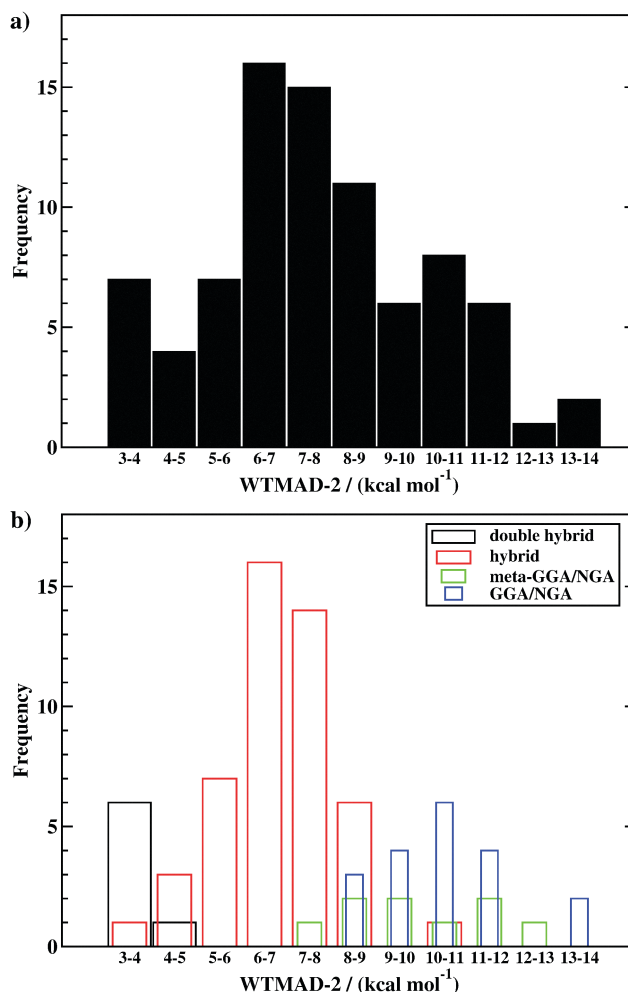 a)
15
10
5
0
Frequency
3-4 4-5 5-6 6-7 7-8 8-9 9-10 10-11 11-12 12-13 13-14
WTMAD-2 / (kcal mol⁻¹)
b)
double hybrid
hybrid
meta-GGA/NGA
GGA/NGA
15
10
5
0
Frequency
3-4 4-5 5-6 6-7 7-8 8-9 9-10 10-11 11-12 12-13 13-14
WTMAD-2 / (kcal mol⁻¹)